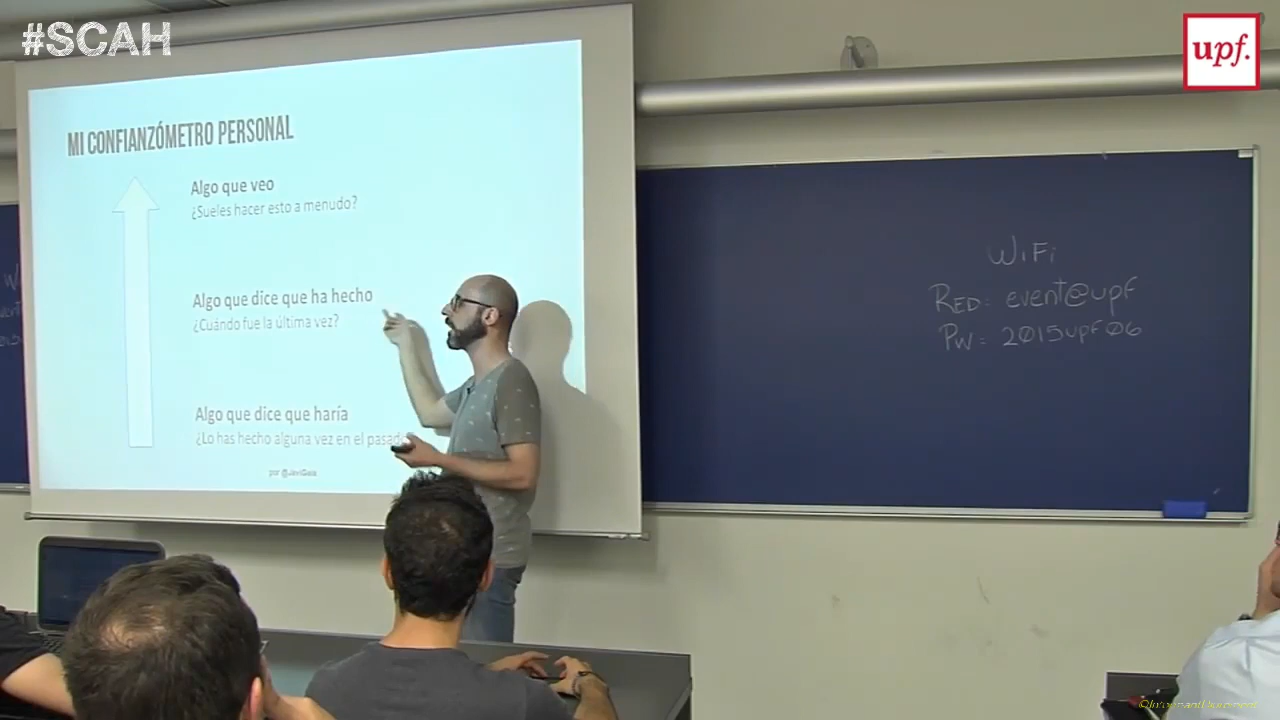 #SCAH
upf.
MI CONFIANZÓMETRO PERSONAL
Algo que veo
¿Sueles hacer esto a menudo?
Algo que dice que ha hecho
¿Cuándo fue la última vez?
Algo que dice que haría
¿Lo has hecho alguna vez en el pasado?
por
WiFi
RED: event@upf
PW: 2015upf06